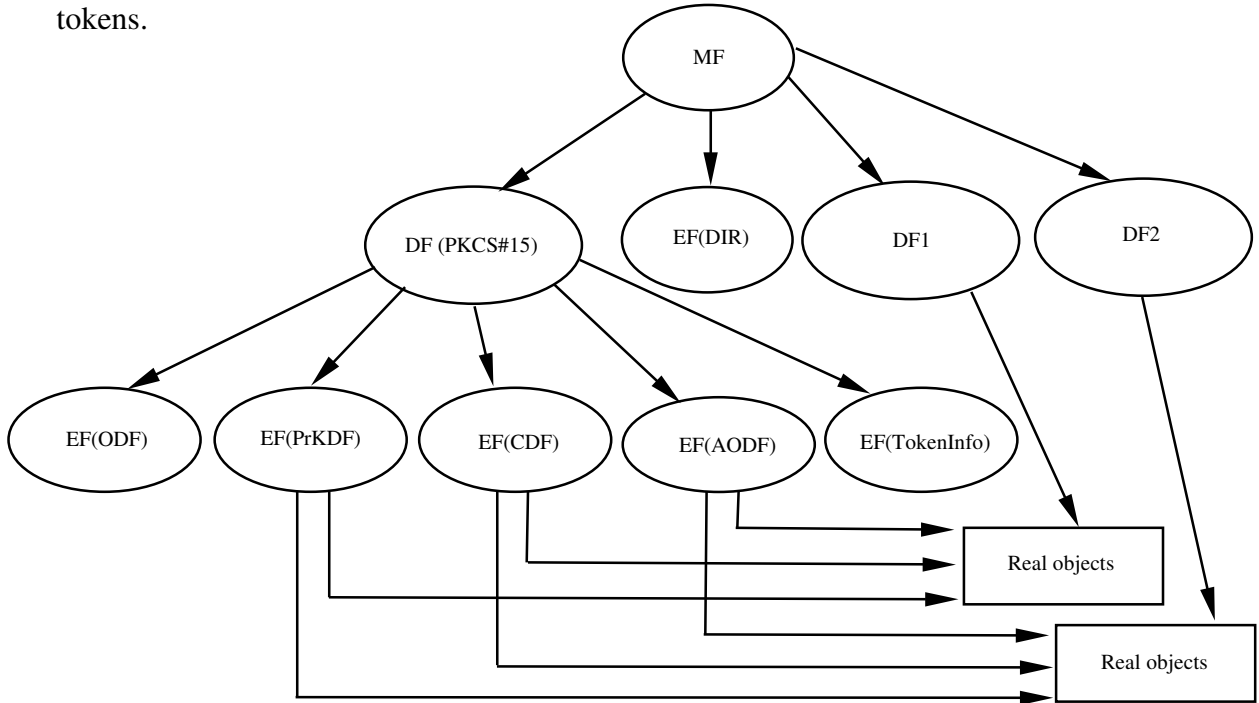 tokens.
MF
DF (PKCS#15)
EF(DIR)
DF1
DF2
EF(ODF)
EF(PrKDF)
EF(CDF)
EF(AODF)
EF(TokenInfo)
Real objects
Real objects